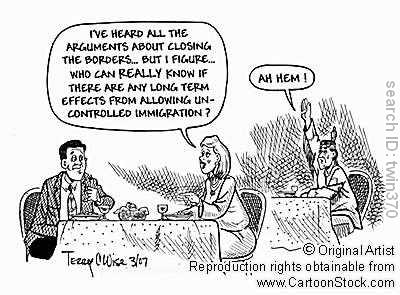 I'VE HEARD ALL THE
ARGUMENTS ABOUT CLOSING
THE BORDERS... BUT I FIGURE...
WHO CAN REALLY KNOW IF
THERE ARE ANY LONG TERM
EFFECTS FROM ALLOWING UN-
CONTROLLED IMMIGRATION?
AH HEM!
TERRY C WISE 3/07
search ID: twin370
© Original Artist
Reproduction rights obtainable from
www.CartoonStock.com